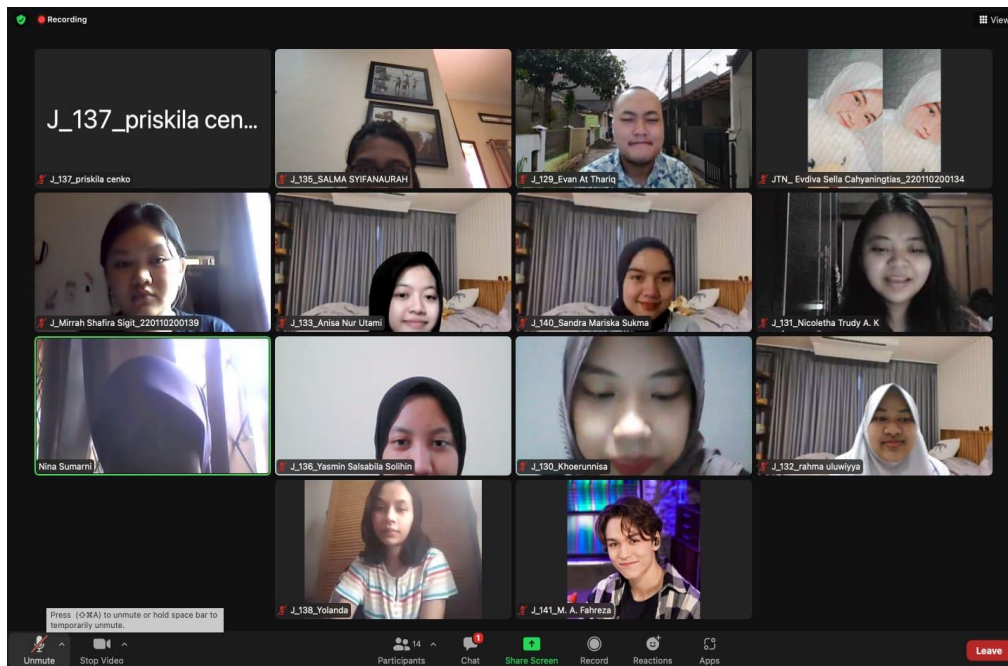 Recording
View
J_137_priskila cen...
J_137_priskila cenko
J_135_SALMA SYIFANAURAH
J_129_Evan At Thariq
JTN_ Evdiva Sella Cahyaningtias_220110200134
J_Mirrah Shafira Sigit_220110200139
J_133_Anisa Nur Utami
J_140_Sandra Mariska Sukma
J_131_Nicoletha Trudy A. K
Nina Sumarni
J_136_Yasmin Salsabila Solihin
J_130_Khoerunnisa
J_132_rahma uluwiyya
J_138_Yolanda
J_141_M. A. Fahreza
Press (⇧⌘A) to unmute or hold space bar to
temporarily unmute.
Unmute
Stop Video
Participants
14
Chat
1
Share Screen
Record
Reactions
Apps
Leave